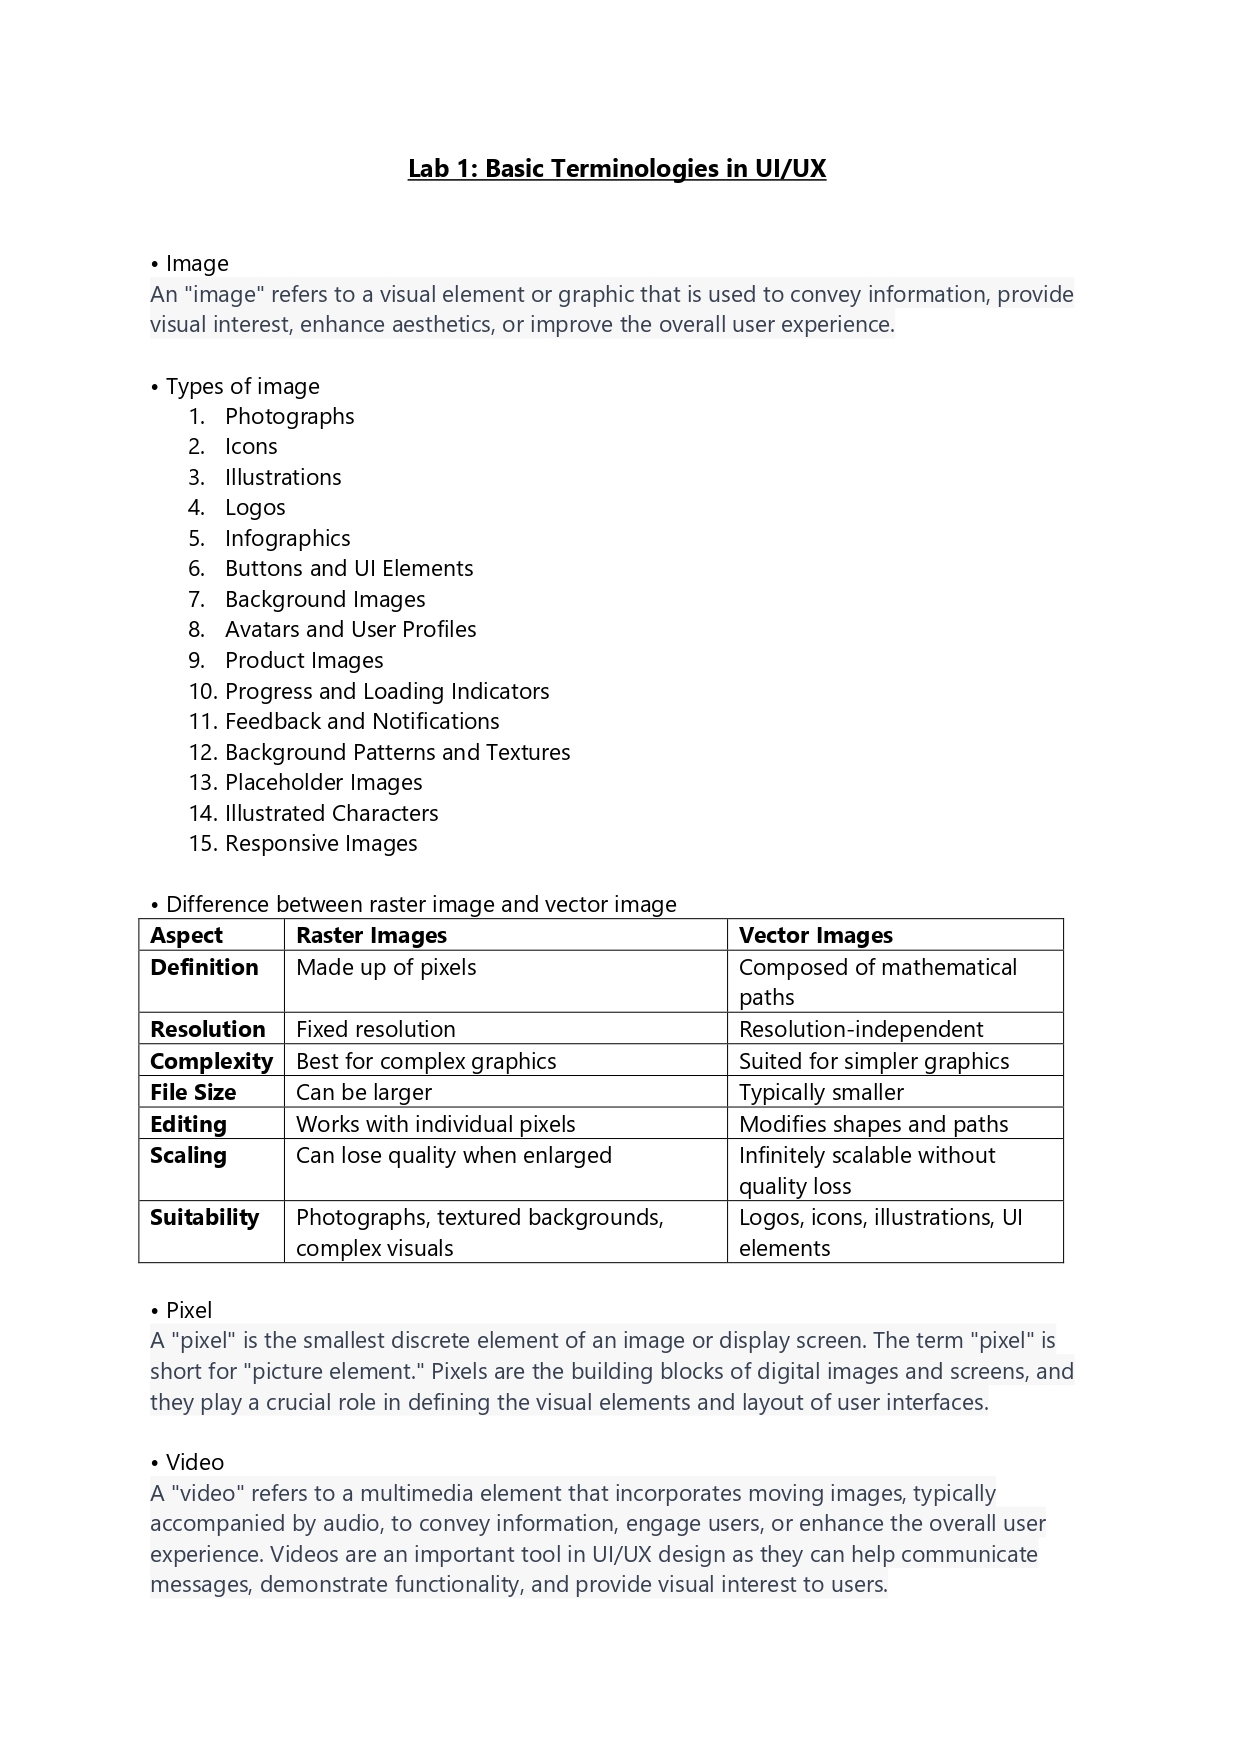 Lab 1: Basic Terminologies in UI/UX
• Image
An "image" refers to a visual element or graphic that is used to convey information, provide
visual interest, enhance aesthetics, or improve the overall user experience.
• Types of image
1. Photographs
2. Icons
3. Illustrations
4. Logos
5. Infographics
6. Buttons and UI Elements
7. Background Images
8. Avatars and User Profiles
9. Product Images
10. Progress and Loading Indicators
11. Feedback and Notifications
12. Background Patterns and Textures
13. Placeholder Images
14. Illustrated Characters
15. Responsive Images
• Difference between raster image and vector image
Aspect Raster Images Vector Images
Definition Made up of pixels Composed of mathematical
paths
Resolution Fixed resolution Resolution-independent
Complexity Best for complex graphics Suited for simpler graphics
File Size Can be larger Typically smaller
Editing Works with individual pixels Modifies shapes and paths
Scaling Can lose quality when enlarged Infinitely scalable without
quality loss
Suitability Photographs, textured backgrounds, Logos, icons, illustrations, UI
complex visuals elements
• Pixel
A "pixel" is the smallest discrete element of an image or display screen. The term "pixel" is
short for "picture element." Pixels are the building blocks of digital images and screens, and
they play a crucial role in defining the visual elements and layout of user interfaces.
• Video
A "video" refers to a multimedia element that incorporates moving images, typically
accompanied by audio, to convey information, engage users, or enhance the overall user
experience. Videos are an important tool in UI/UX design as they can help communicate
messages, demonstrate functionality, and provide visual interest to users.